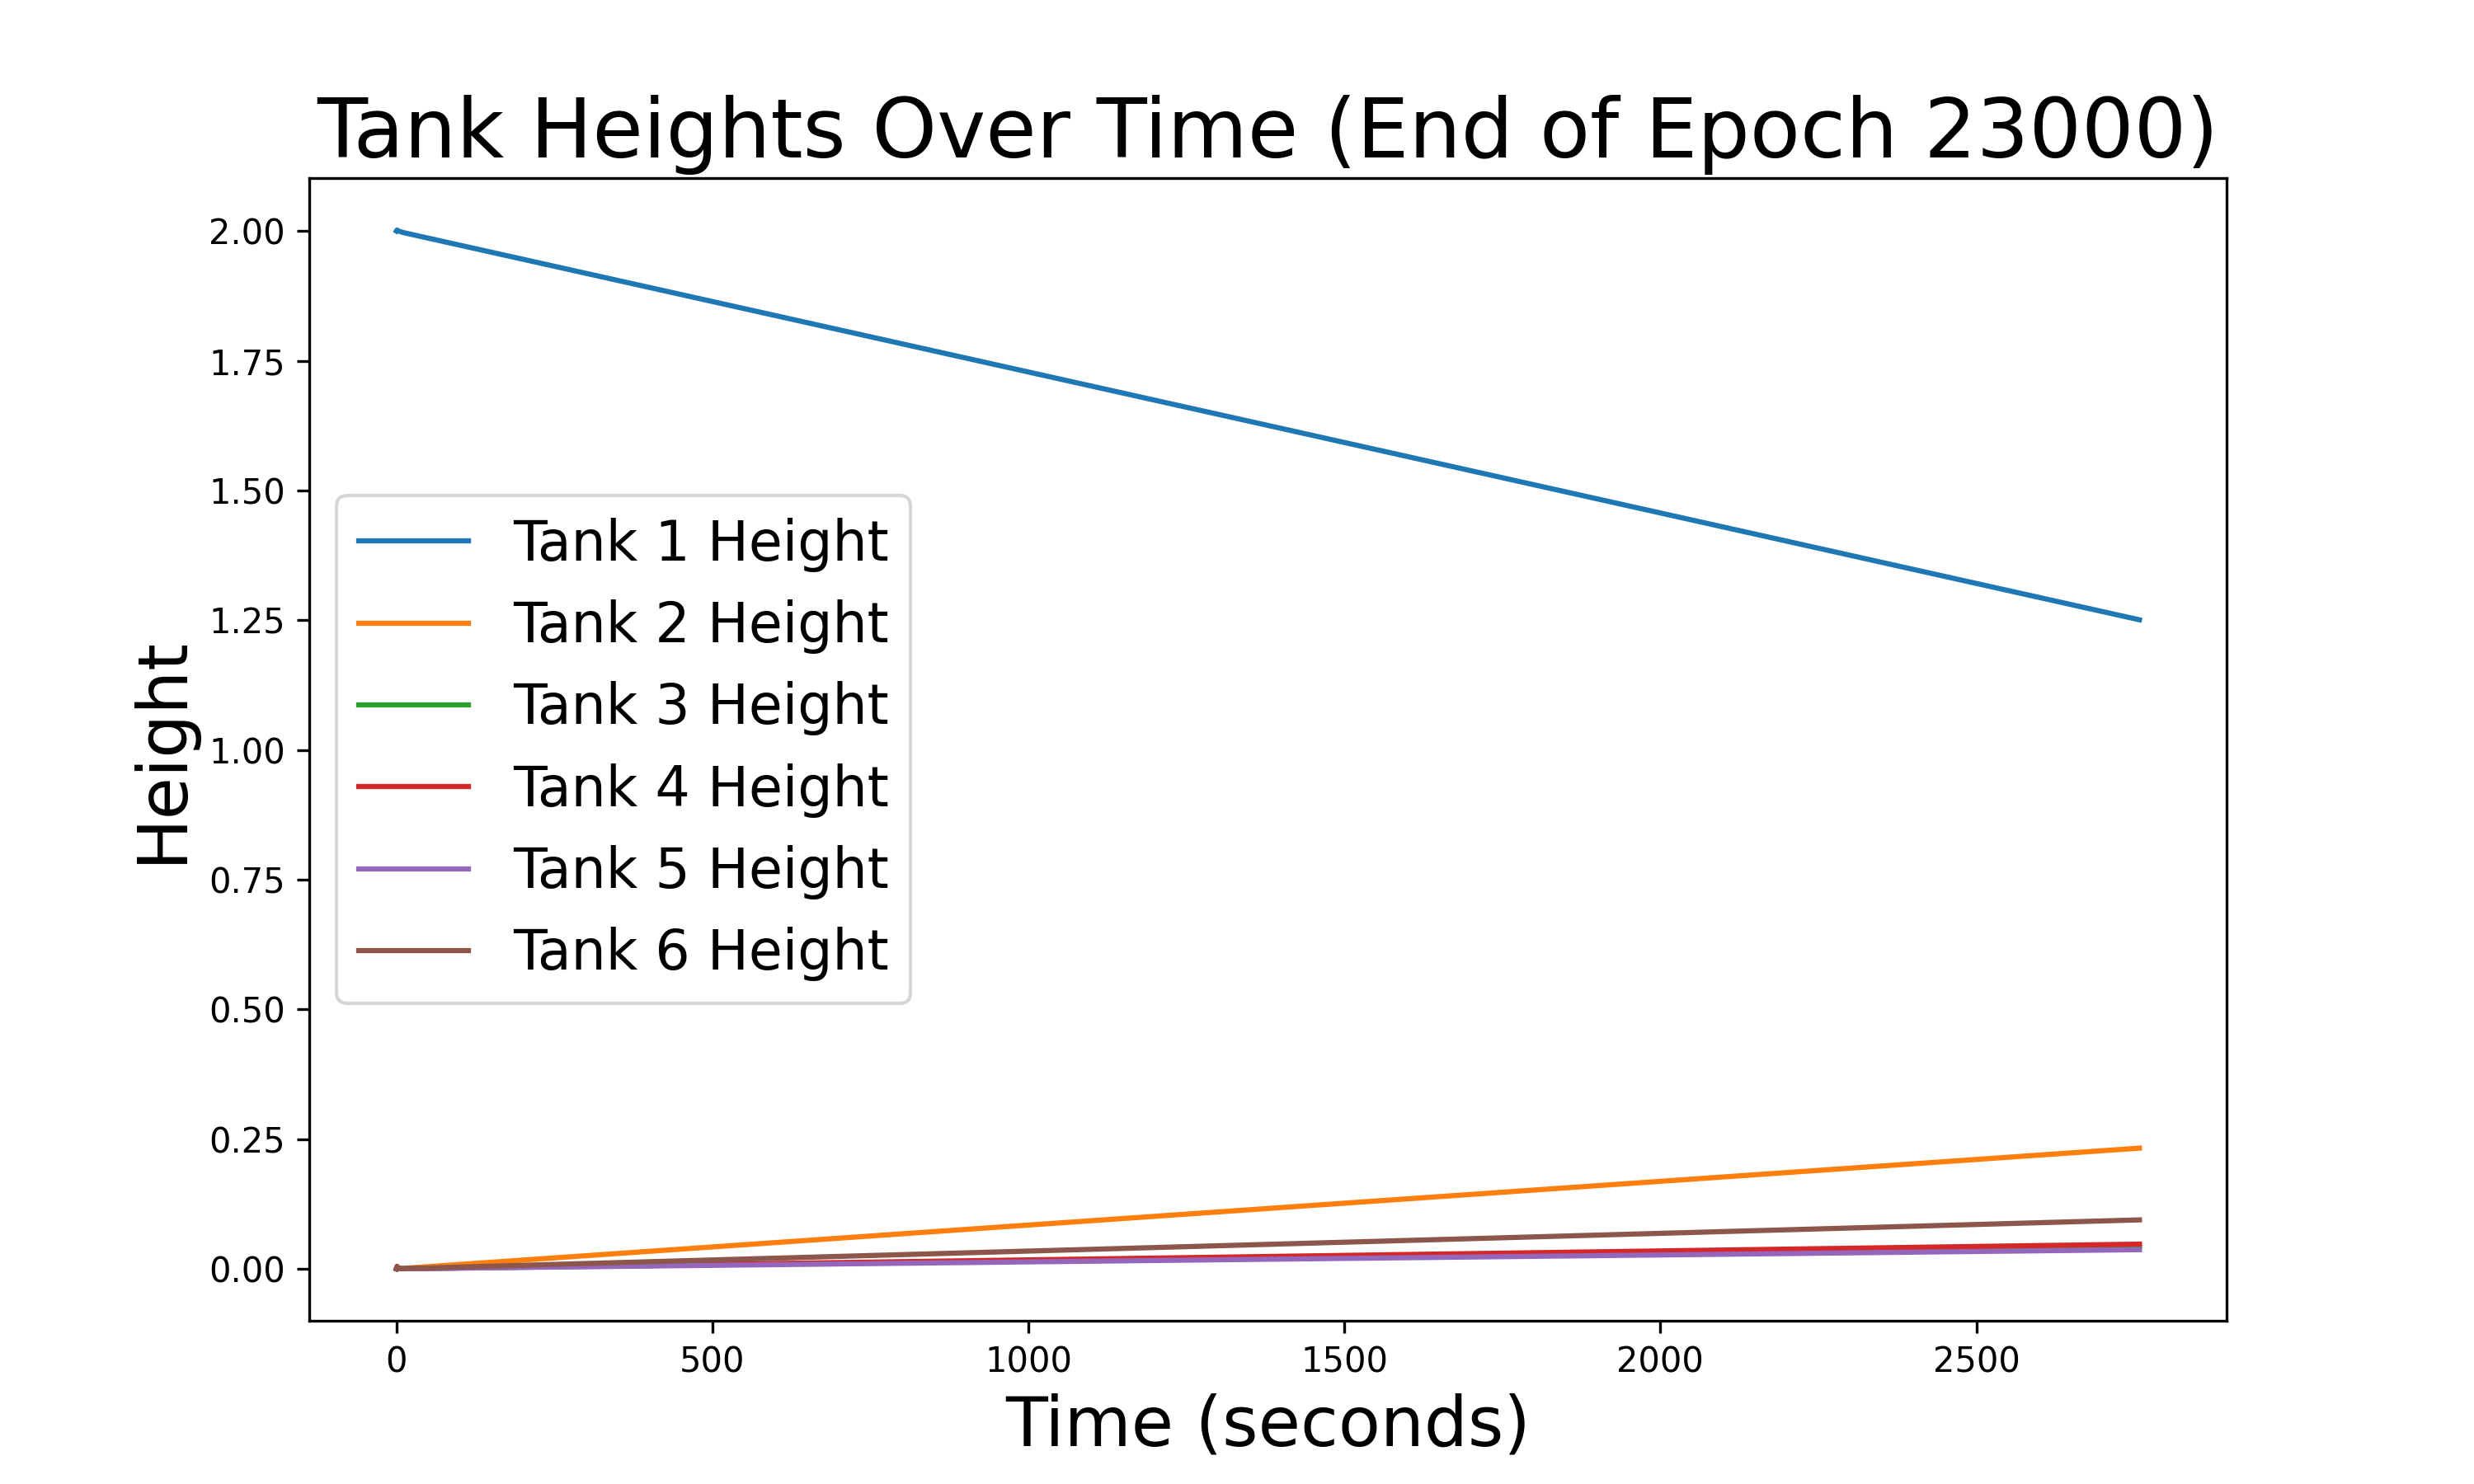 Tank Heights Over Time (End of Epoch 23000)
Height
2.00
1.75
1.50
1.25
1.00
0.75
0.50
0.25
0.00
Tank 1 Height
Tank 2 Height
Tank 3 Height
Tank 4 Height
Tank 5 Height
Tank 6 Height
0 500 1000 1500 2000 2500
Time (seconds)